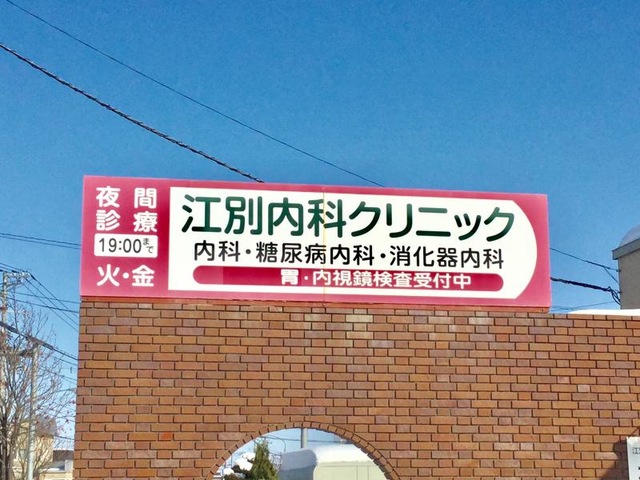 夜間
診療
19:00まで
火・金
江別内科クリニック
内科・糖尿病内科・消化器内科
胃・内視鏡検査受付中